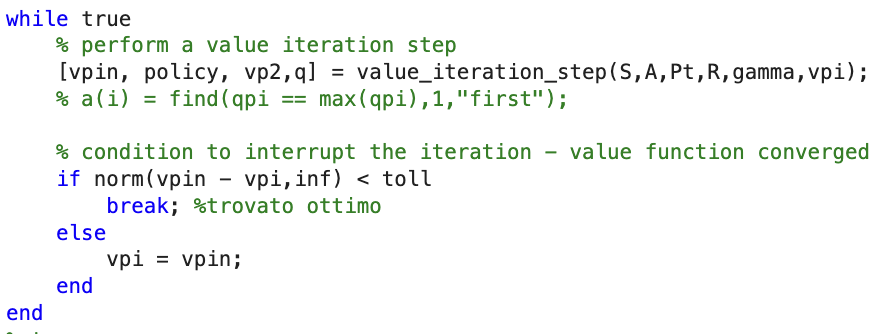 while true
    % perform a value iteration step
    [vpin, policy, vp2,q] = value_iteration_step(S,A,Pt,R,gamma,vpi);
    % a(i) = find(qpi == max(qpi),1,"first");

    % condition to interrupt the iteration – value function converged
    if norm(vpin – vpi,inf) < toll
        break; %trovato ottimo
    else
        vpi = vpin;
    end
end